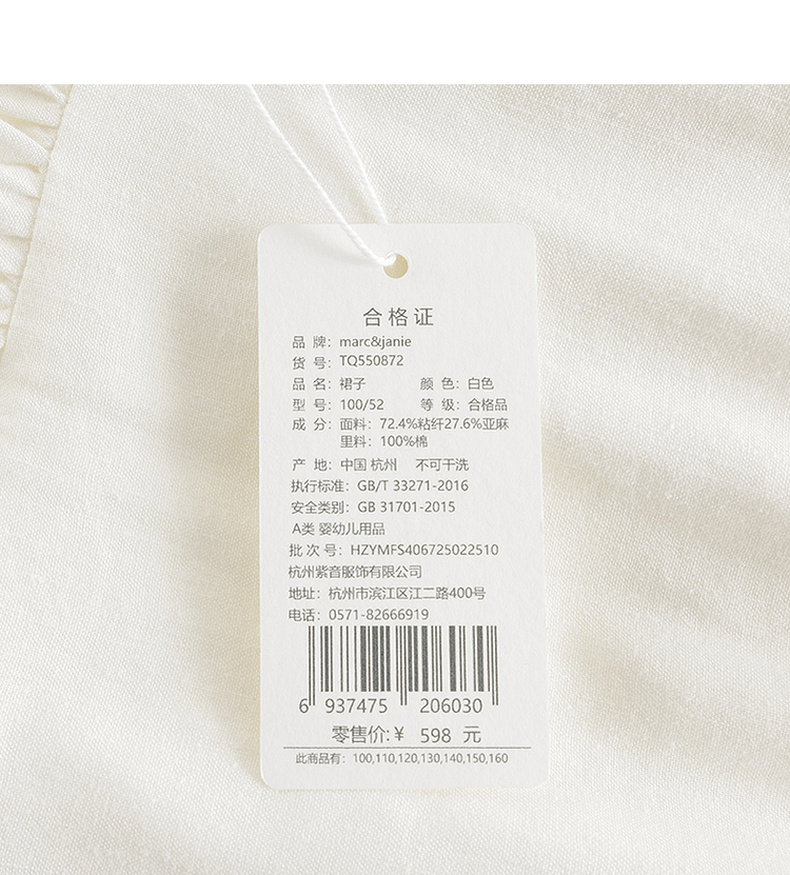 合格证
品 牌：marc&janie
货 号：TQ550872
品 名：裙子 颜 色：白色
型 号：100/52 等 级：合格品
成 分：面料：72.4%粘纤27.6%亚麻
里料：100%棉
产 地：中国 杭州 不可干洗
执行标准：GB/T 33271-2016
安全类别：GB 31701-2015
A类 婴幼儿用品
批 次 号：HZYMFS406725022510
杭州紫音服饰有限公司
地址：杭州市滨江区江二路400号
电话：0571-82666919
6 937475 206030
零售价:¥ 598 元
此商品有：100,110,120,130,140,150,160